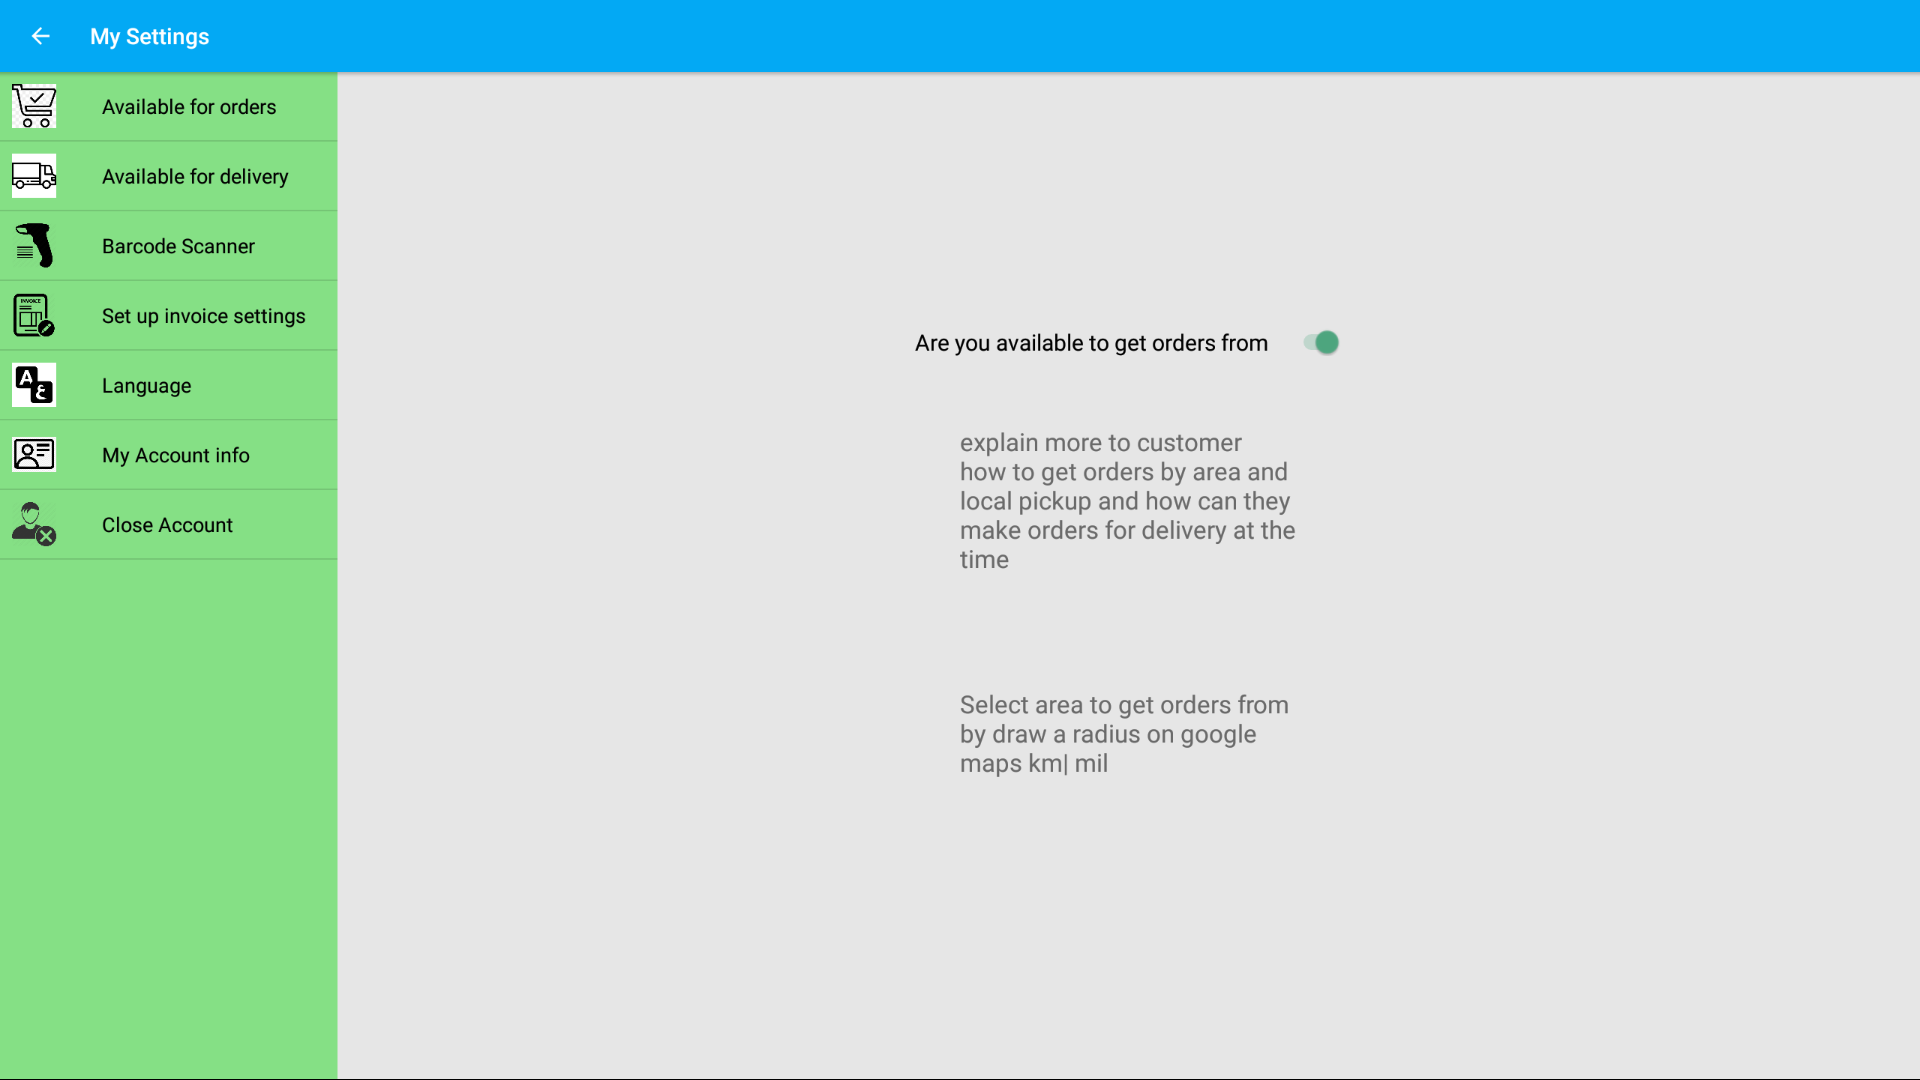 My Settings
Available for orders
Available for delivery
Barcode Scanner
INVOICE
Set up invoice settings
A
ع
Language
My Account info
Close Account
Are you available to get orders from
explain more to customer
how to get orders by area and
local pickup and how can they
make orders for delivery at the
time
Select area to get orders from
by draw a radius on google
maps km| mil